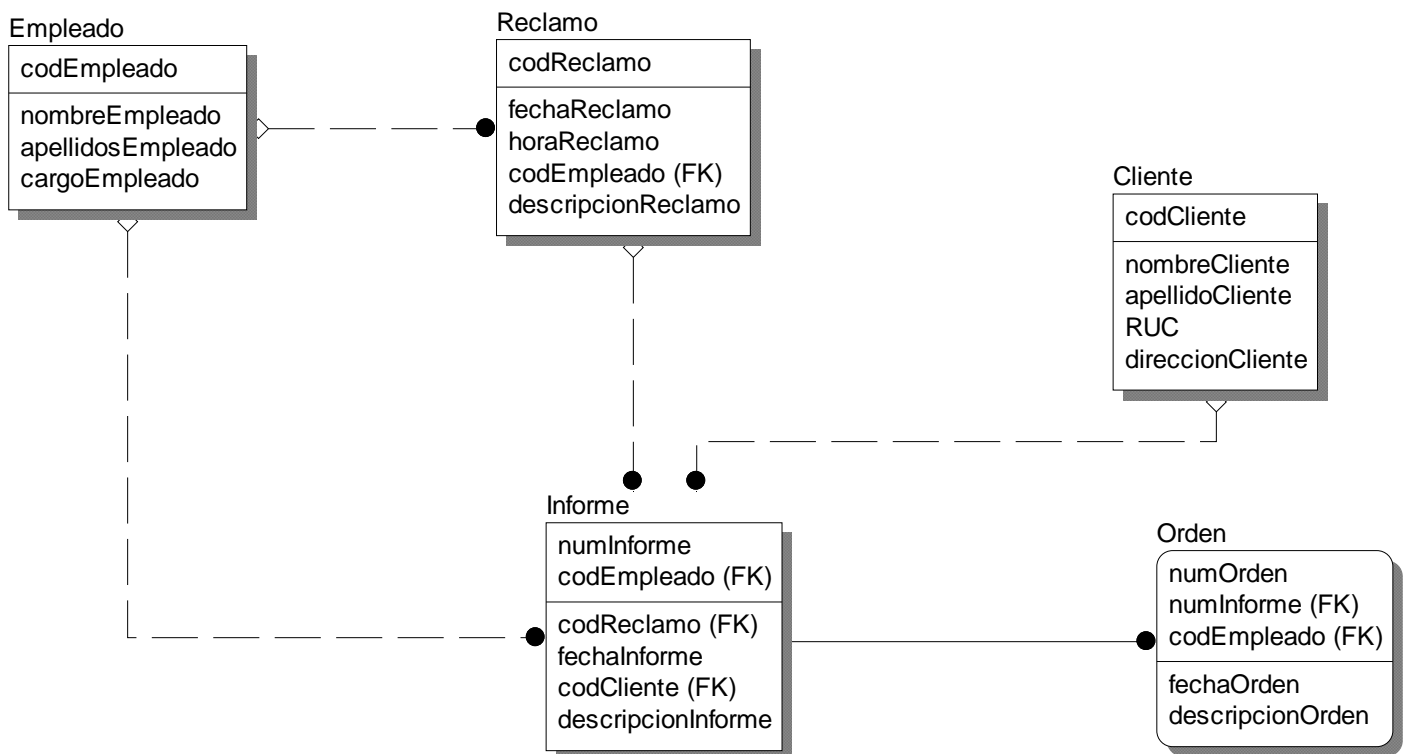 Empleado
codEmpleado
nombreEmpleado
apellidosEmpleado
cargoEmpleado
Reclamo
codReclamo
fechaReclamo
horaReclamo
codEmpleado (FK)
descripcionReclamo
Cliente
codCliente
nombreCliente
apellidoCliente
RUC
direccionCliente
Informe
numInforme
codEmpleado (FK)
codReclamo (FK)
fechaInforme
codCliente (FK)
descripcionInforme
Orden
numOrden
numInforme (FK)
codEmpleado (FK)
fechaOrden
descripcionOrden